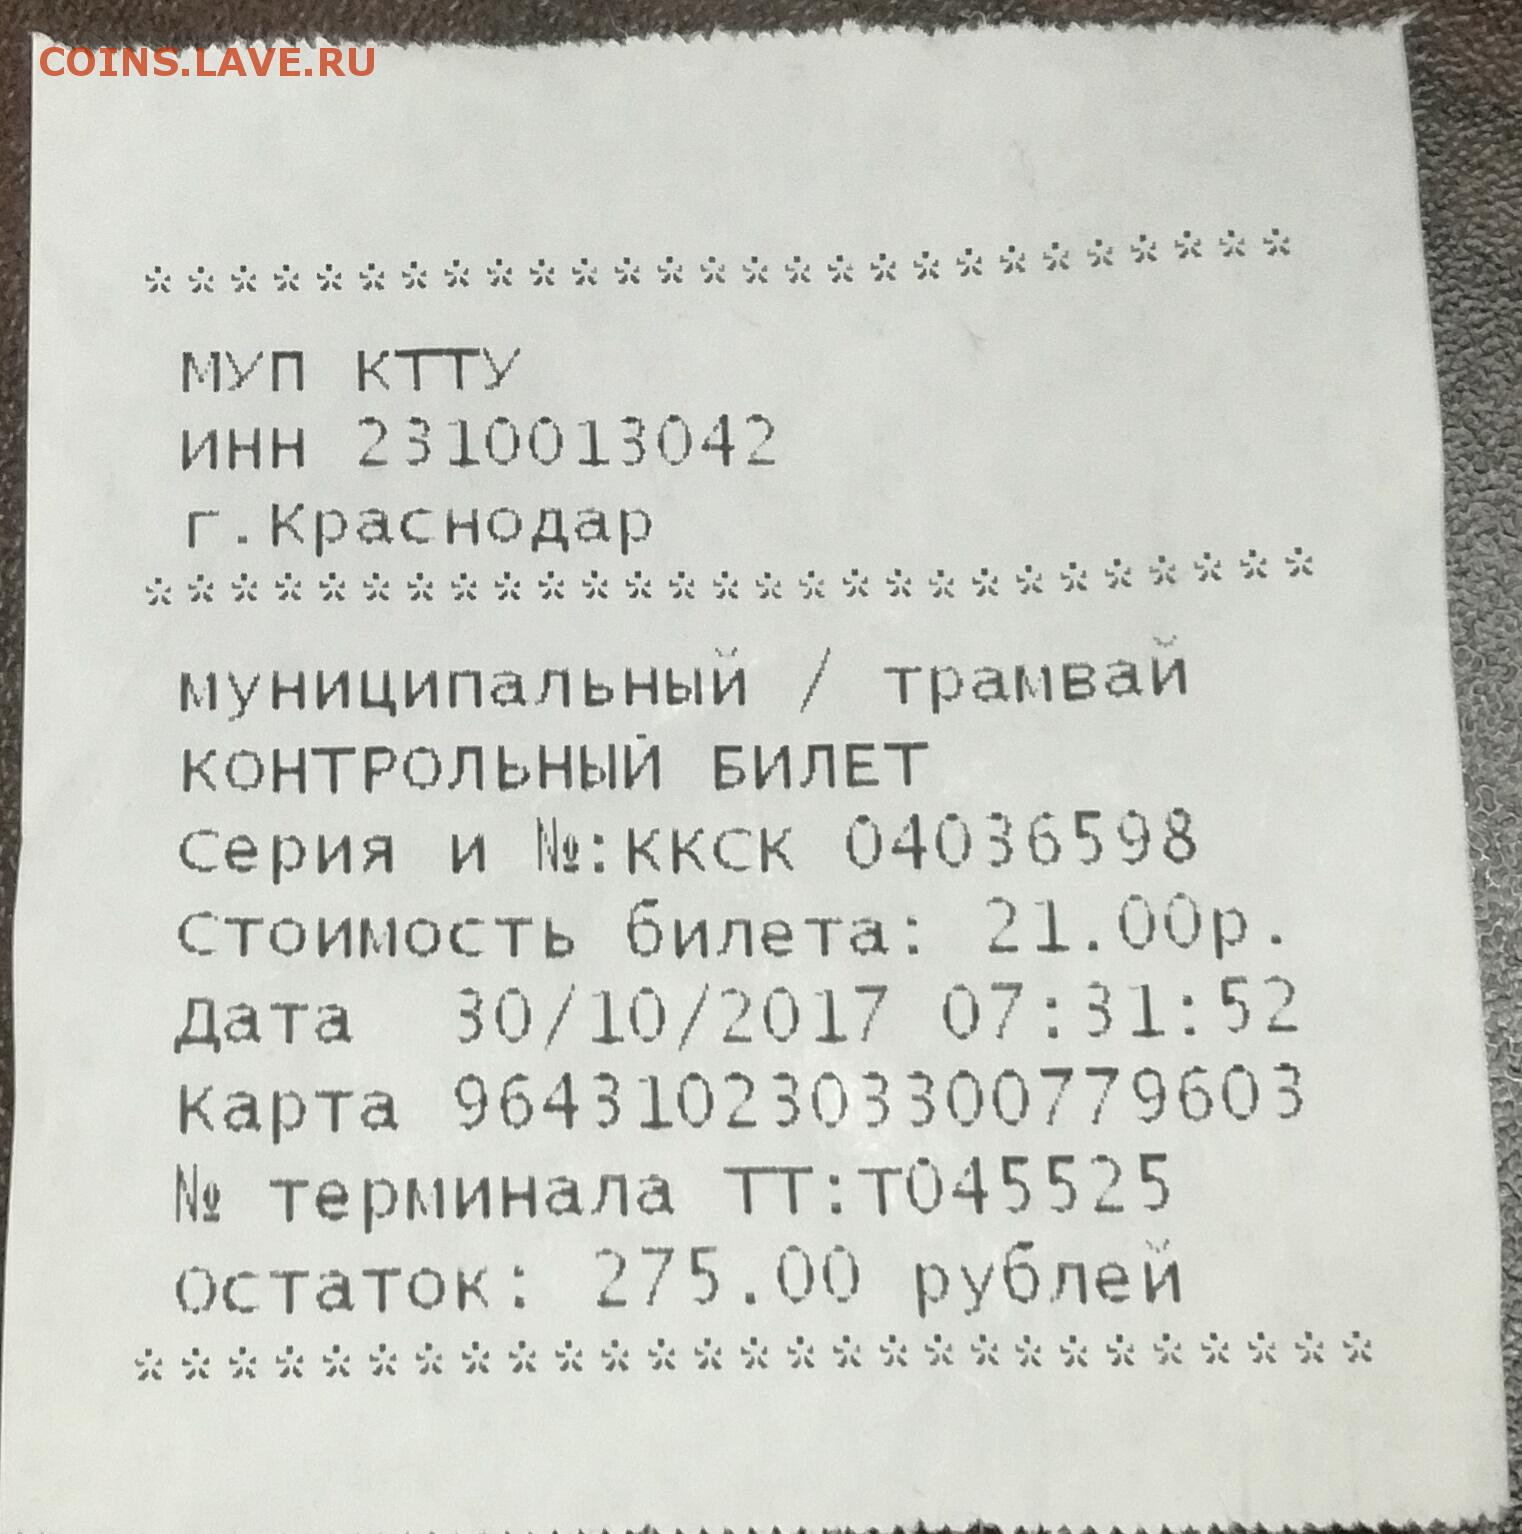 COINS.LAVE.RU
***************************
МУП КТТУ
ИНН 2310013042
г.Краснодар
***************************
муниципальный / трамвай
КОНТРОЛЬНЫЙ БИЛЕТ
Серия и №:ККСК 04036598
Стоимость билета: 21.00р.
Дата  30/10/2017 07:31:52
Карта 9643102303300779603
№ терминала ТТ:Т045525
Остаток: 275.00 рублей
***************************